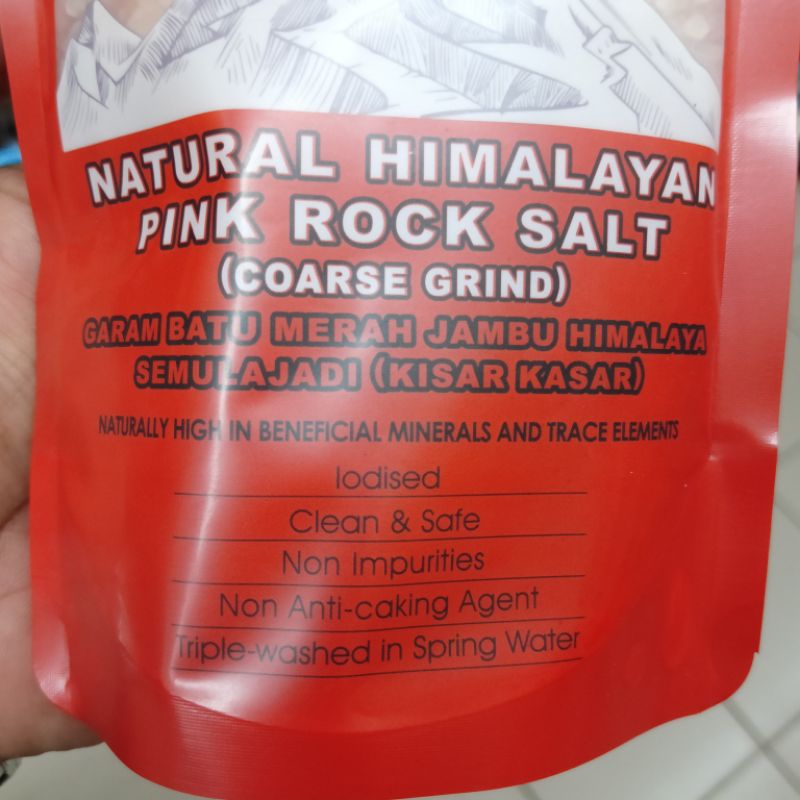 NATURAL HIMALAYAN
PINK ROCK SALT
(COARSE GRIND)
GARAM BATU MERAH JAMBU HIMALAYA
SEMULAJADI (KISAR KASAR)
NATURALLY HIGH IN BENEFICIAL MINERALS AND TRACE ELEMENTS
Iodised
Clean & Safe
Non Impurities
Non Anti-caking Agent
Triple-washed in Spring Water